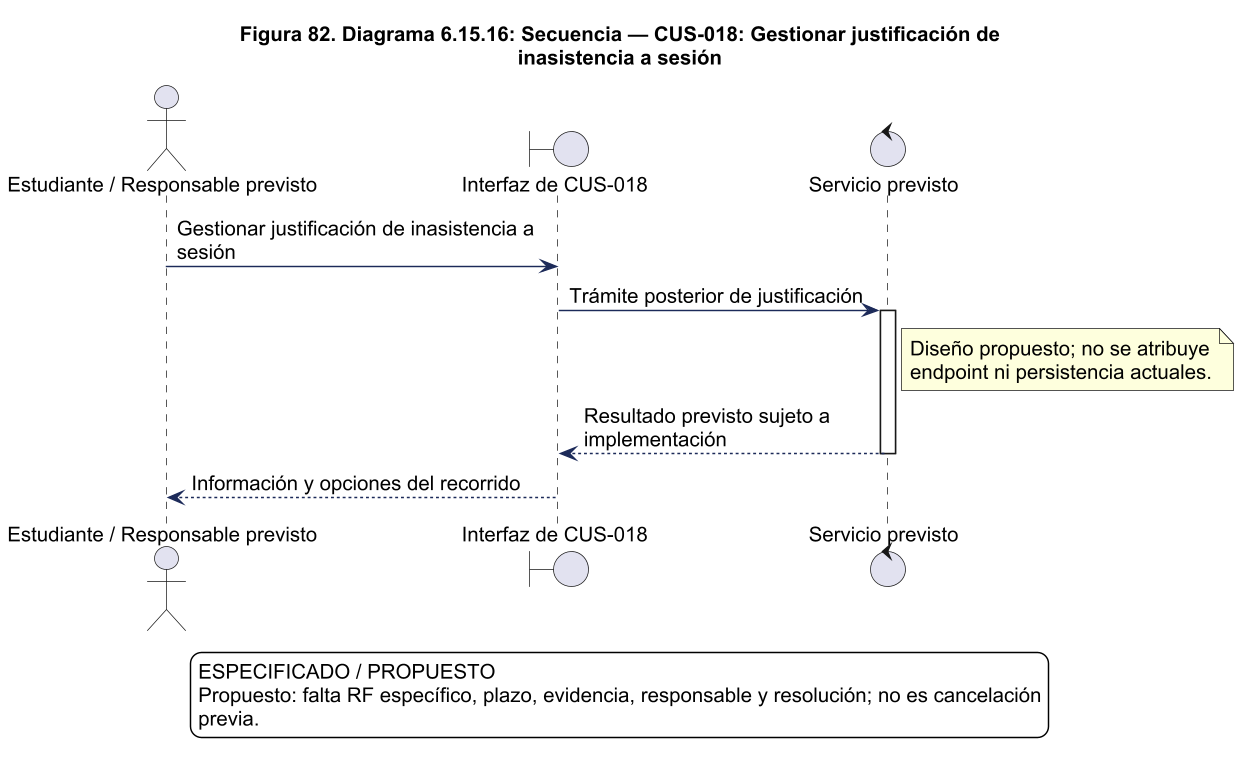 Figura 82. Diagrama 6.15.16: Secuencia — CUS-018: Gestionar justificación de
inasistencia a sesión
Estudiante / Responsable previsto
Interfaz de CUS-018
Servicio previsto
Gestionar justificación de inasistencia a
sesión
Trámite posterior de justificación
Diseño propuesto; no se atribuye
endpoint ni persistencia actuales.
Resultado previsto sujeto a
implementación
Información y opciones del recorrido
Estudiante / Responsable previsto
Interfaz de CUS-018
Servicio previsto
ESPECIFICADO / PROPUESTO
Propuesto: falta RF específico, plazo, evidencia, responsable y resolución; no es cancelación
previa.